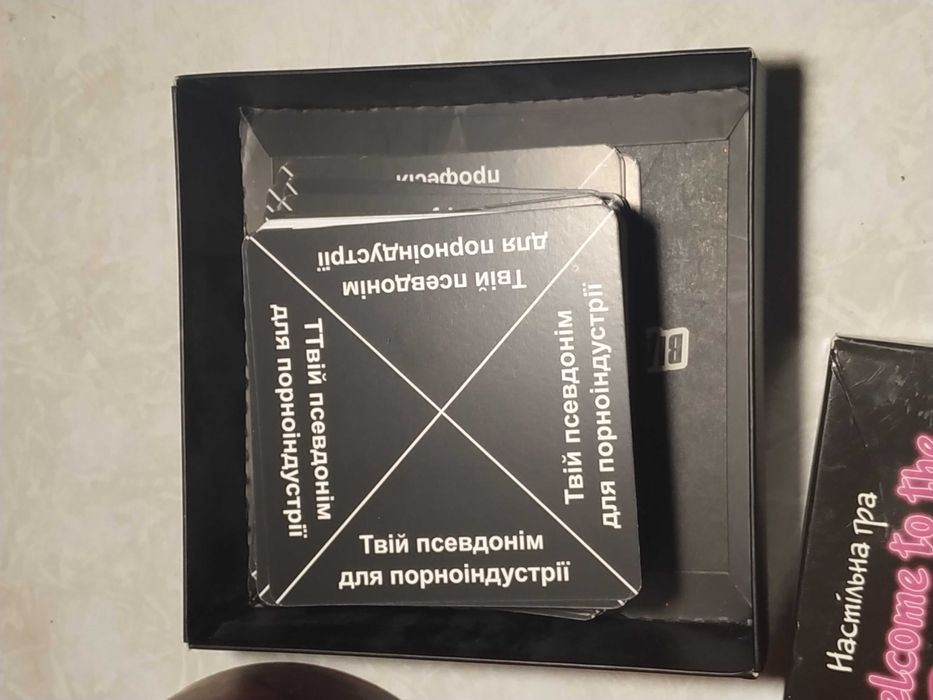 професія
Твій псевдонім
для порноіндустрії
ТТвій псевдонім
для порноіндустрії
Твій псевдонім
для порноіндустрії
Твій псевдонім
для порноіндустрії
Настільна гра
elcome to the